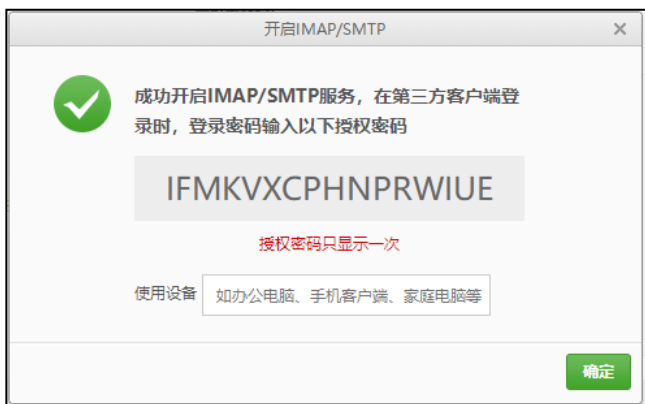 开启IMAP/SMTP
成功开启IMAP/SMTP服务，在第三方客户端登
录时，登录密码输入以下授权密码
IFMKVXCPHNPRWIUE
授权密码只显示一次
使用设备 如办公电脑、手机客户端、家庭电脑等
确定